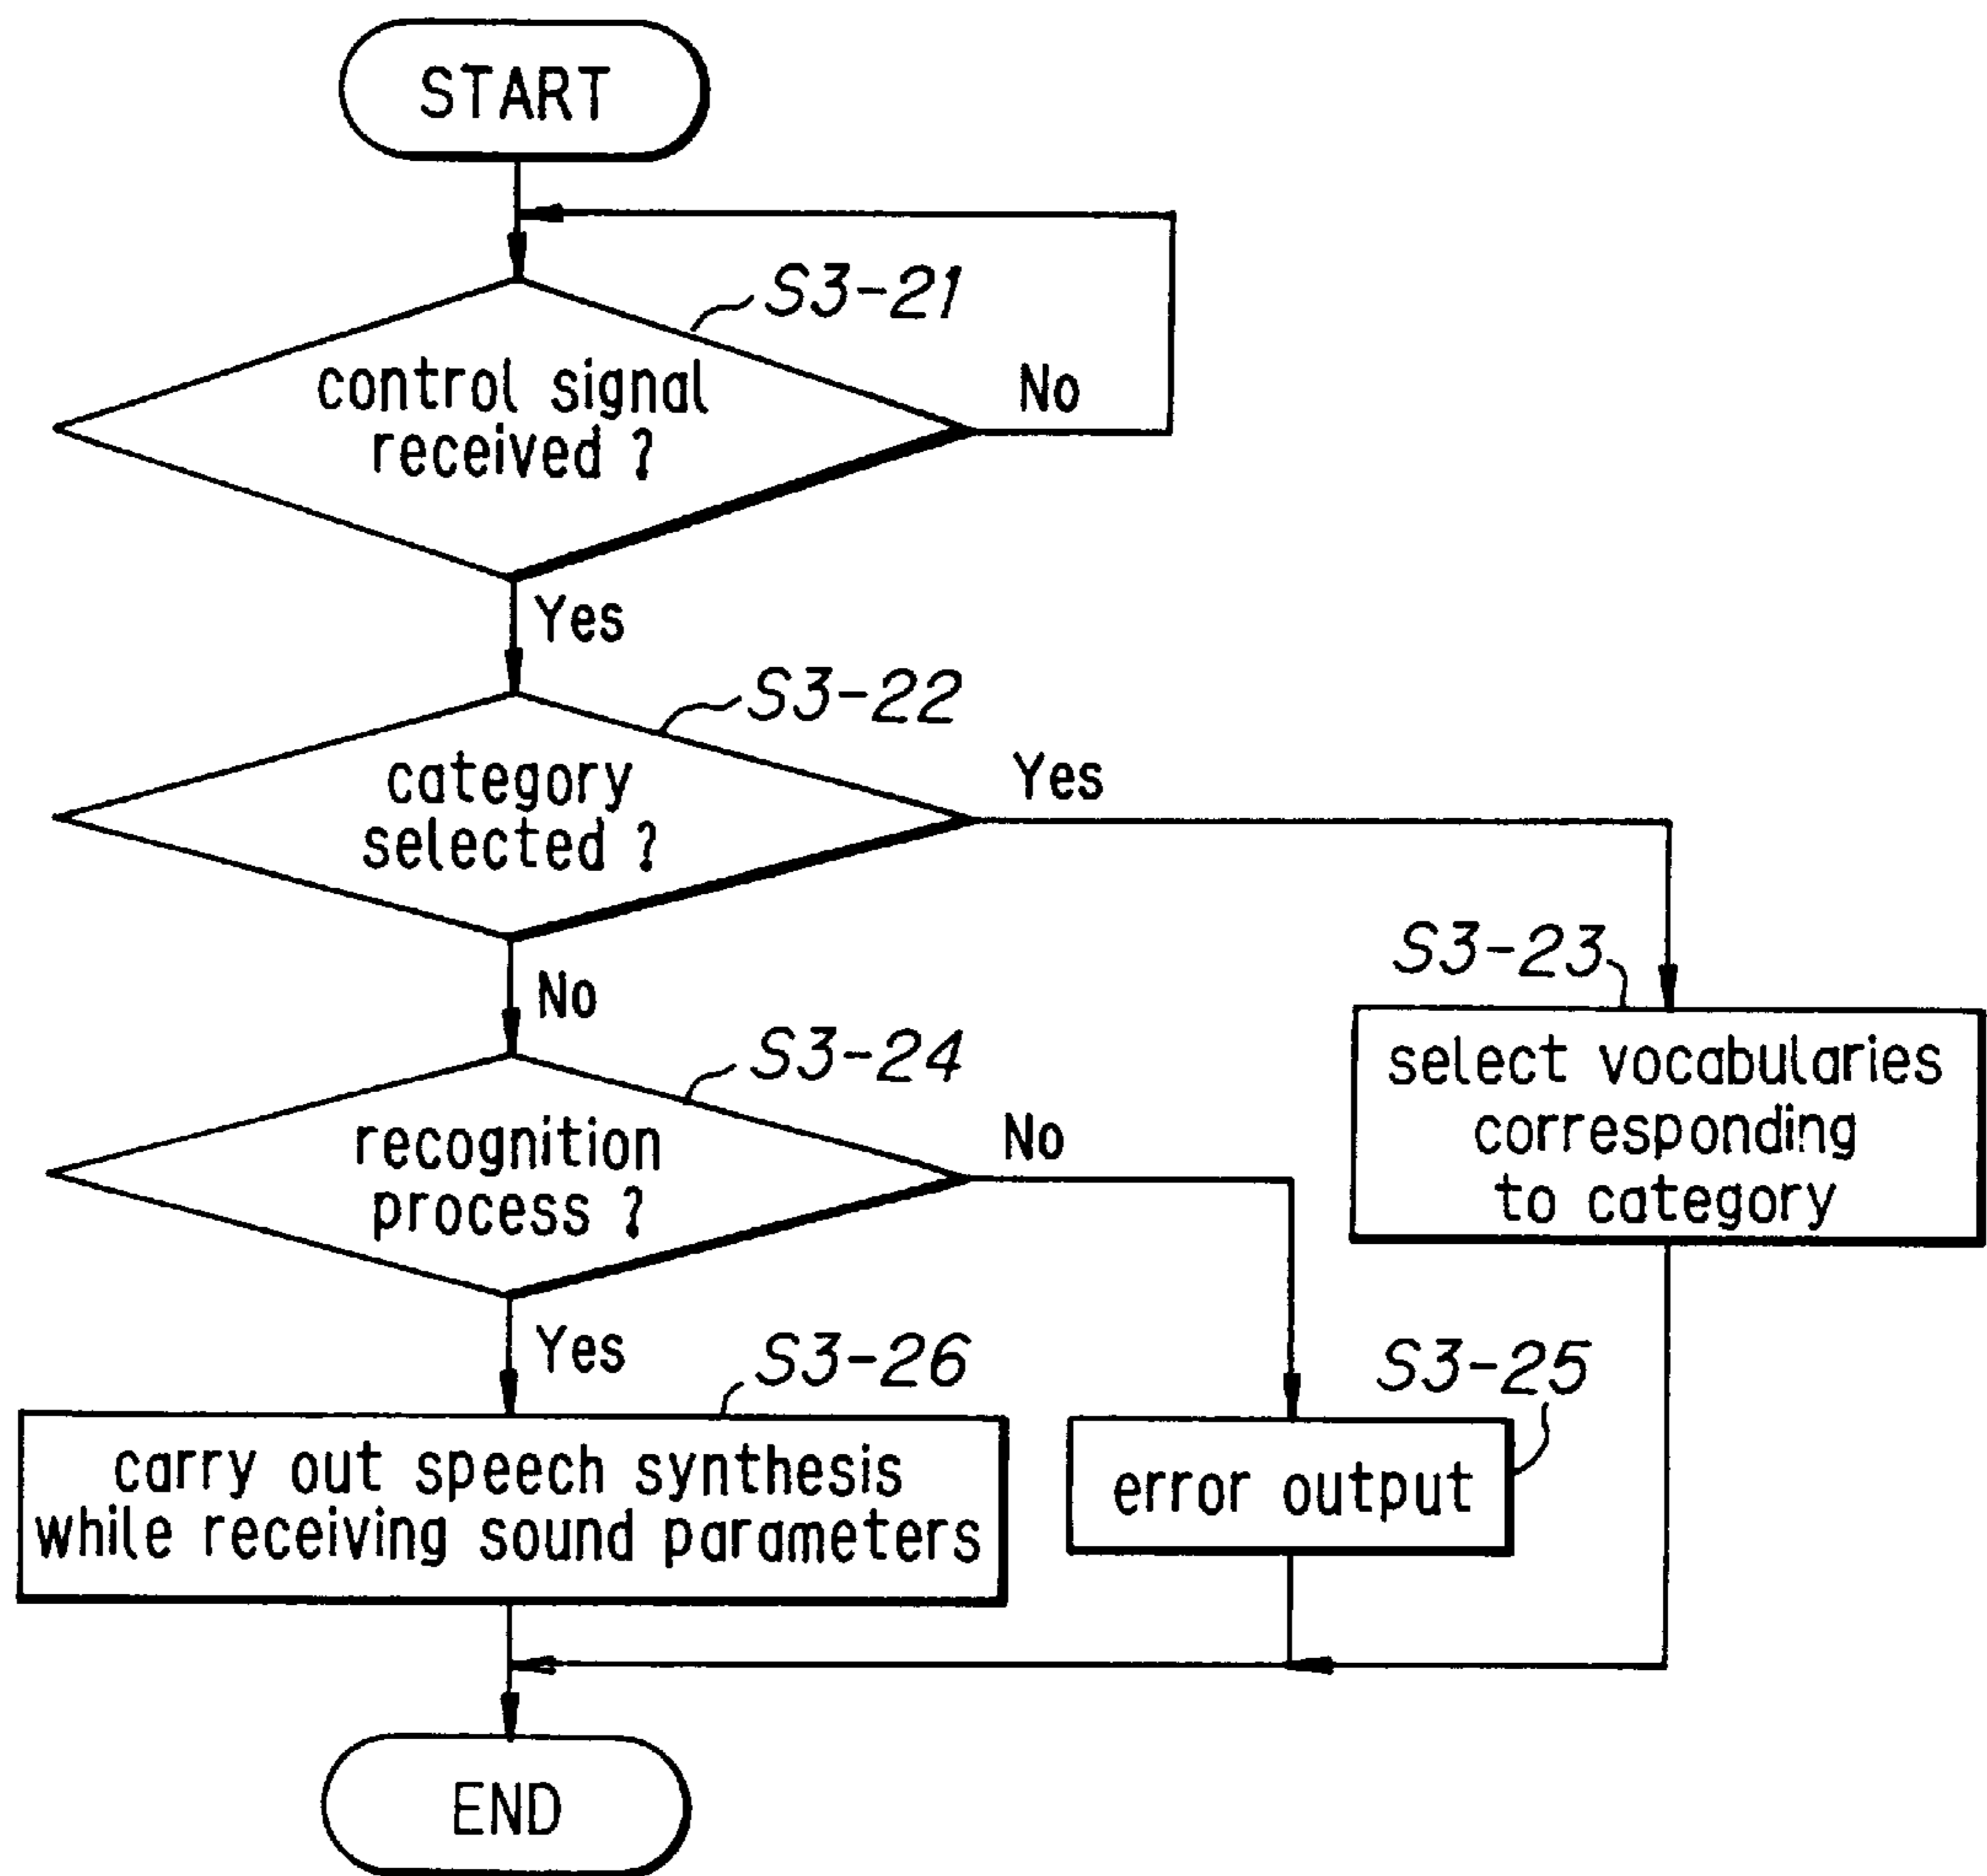 START
S3-21
control signal
received ?
No
Yes
S3-22
category
selected ?
Yes
No
S3-23
select vocabularies
corresponding
to category
S3-24
recognition
process ?
No
Yes
S3-26
carry out speech synthesis
while receiving sound parameters
S3-25
error output
END